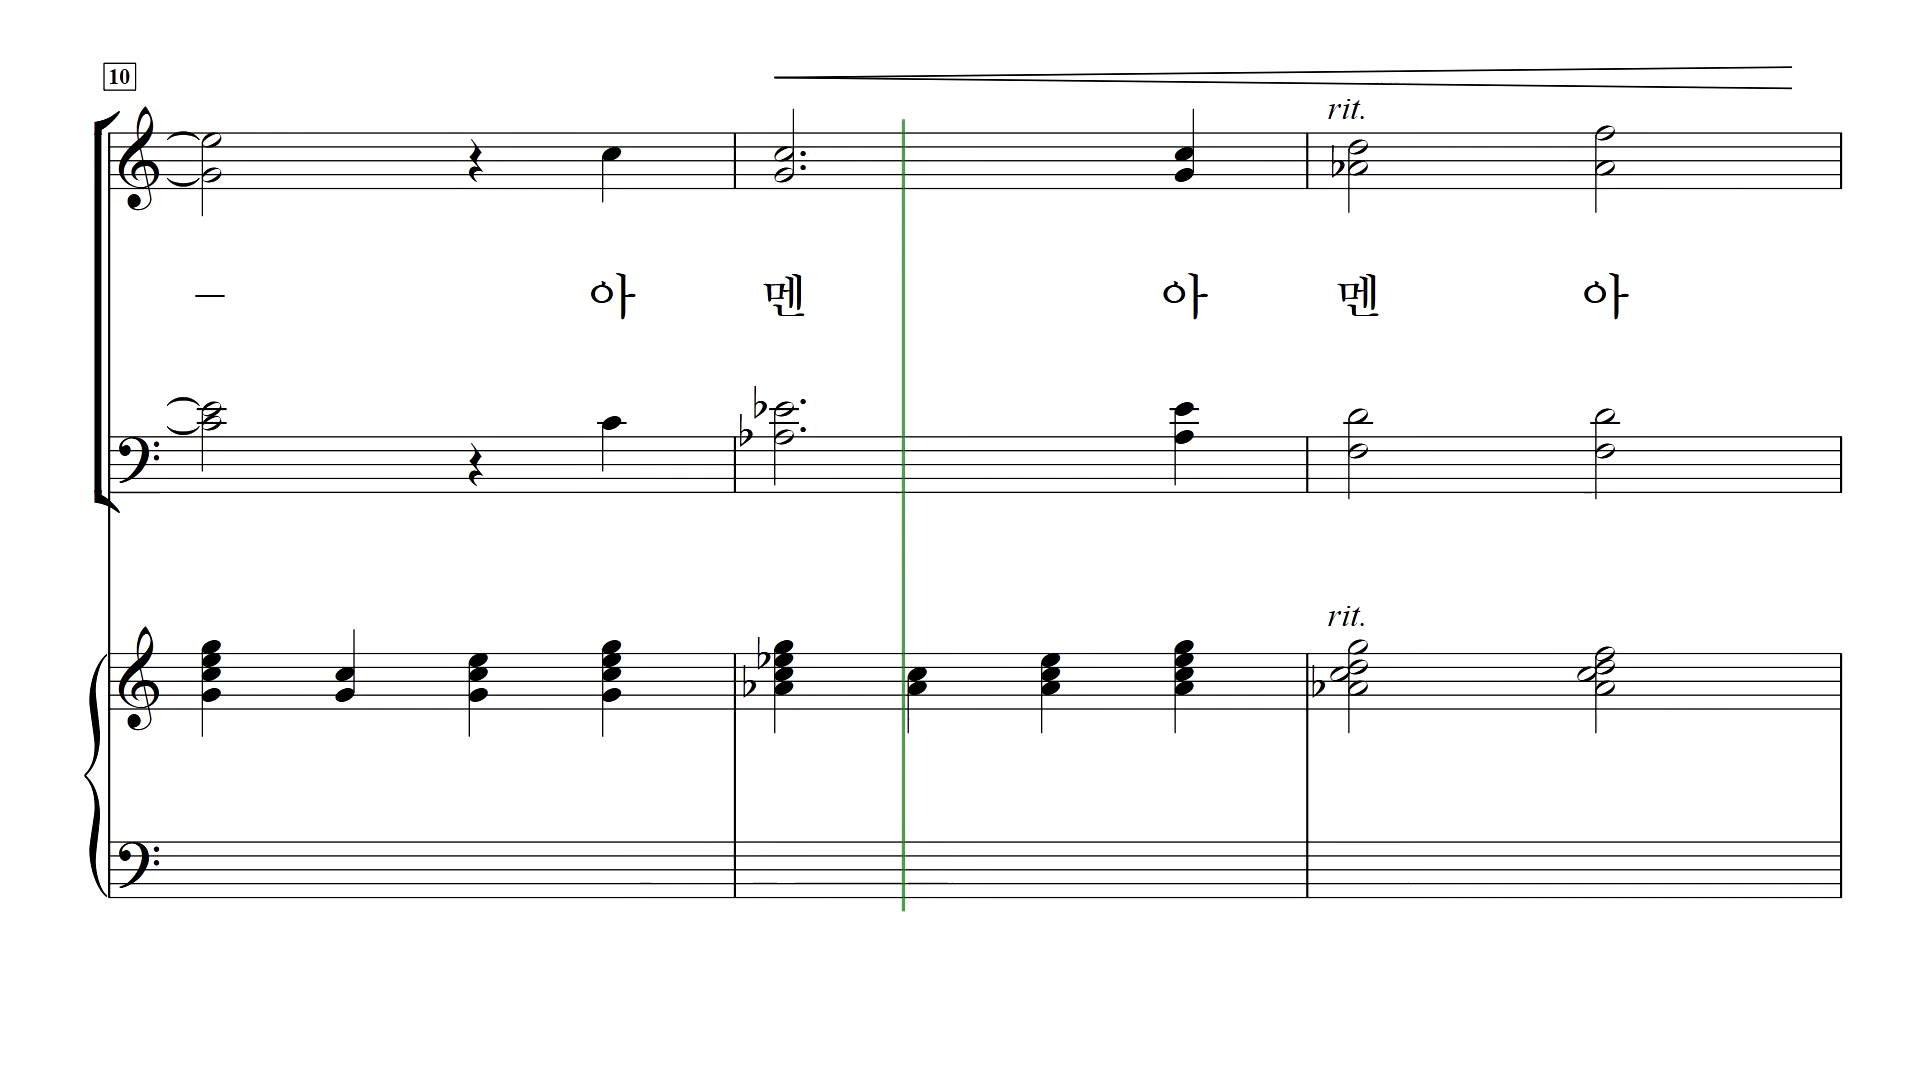 10
rit.
– 아 멘 아 멘 아
rit.